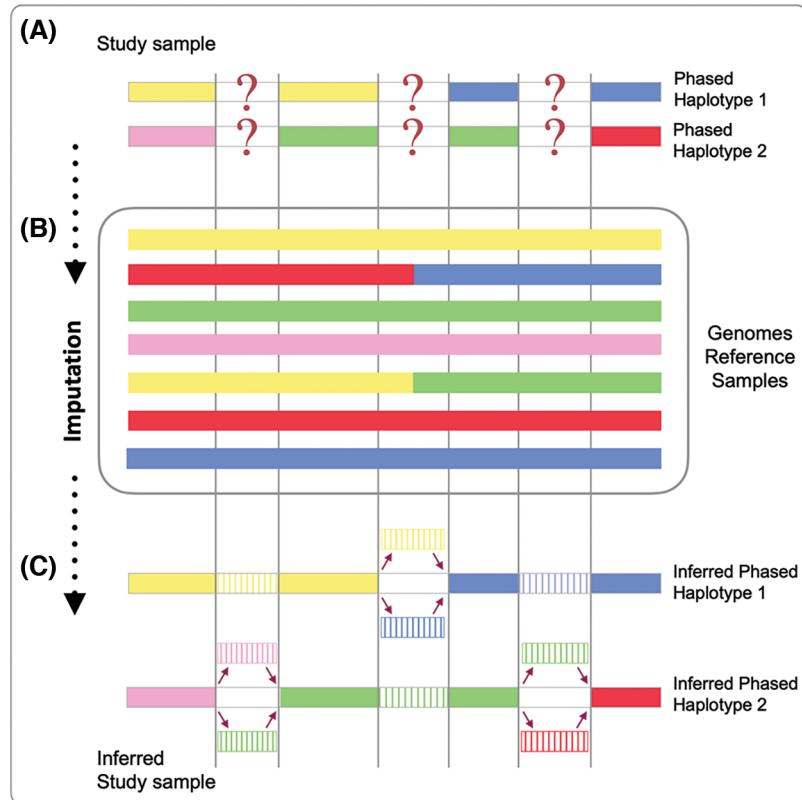 (A)
Study sample
? ? ?
Phased
Haplotype 1
? ? ?
Phased
Haplotype 2
(B)
Imputation
Genomes
Reference
Samples
(C)
Inferred Phased
Haplotype 1
Inferred Phased
Haplotype 2
Inferred
Study sample